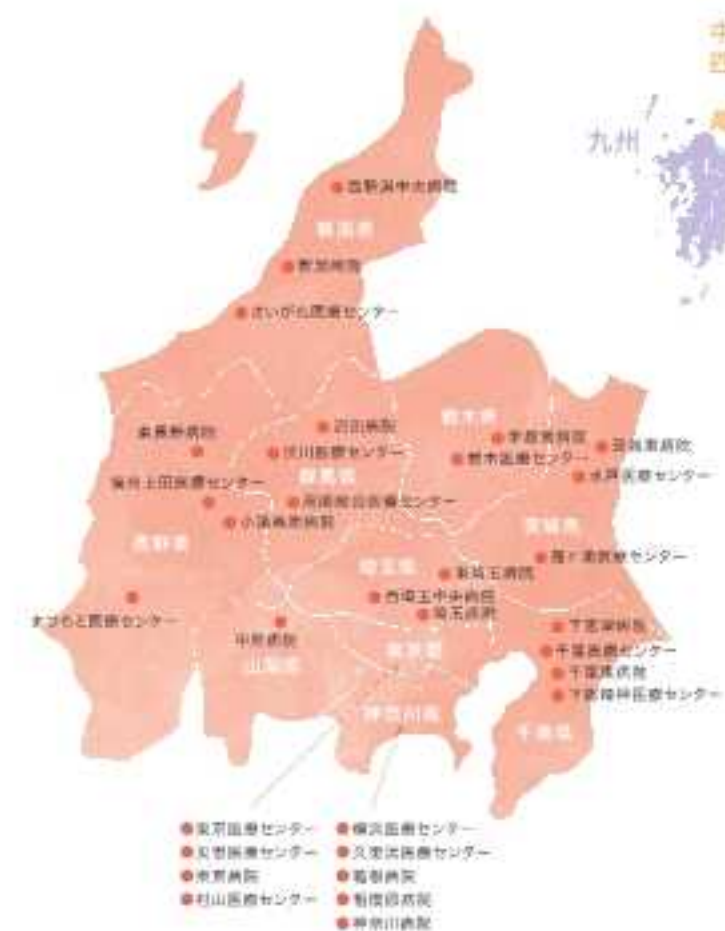 九州
西新潟中央病院
新潟県
新潟病院
さいがた医療センター
沼田病院
栃木県
宇都宮病院
茨城東病院
東長野病院
渋川医療センター
栃木医療センター
水戸医療センター
群馬県
信州上田医療センター
高崎総合医療センター
小諸高原病院
茨城県
長野県
霞ヶ浦医療センター
埼玉県
東埼玉病院
まつもと医療センター
西埼玉中央病院
埼玉病院
甲府病院
下志津病院
東京都
千葉医療センター
山梨県
千葉東病院
下総精神医療センター
神奈川県
千葉県
東京医療センター
災害医療センター
東京病院
村山医療センター
横浜医療センター
久里浜医療センター
箱根病院
相模原病院
神奈川病院